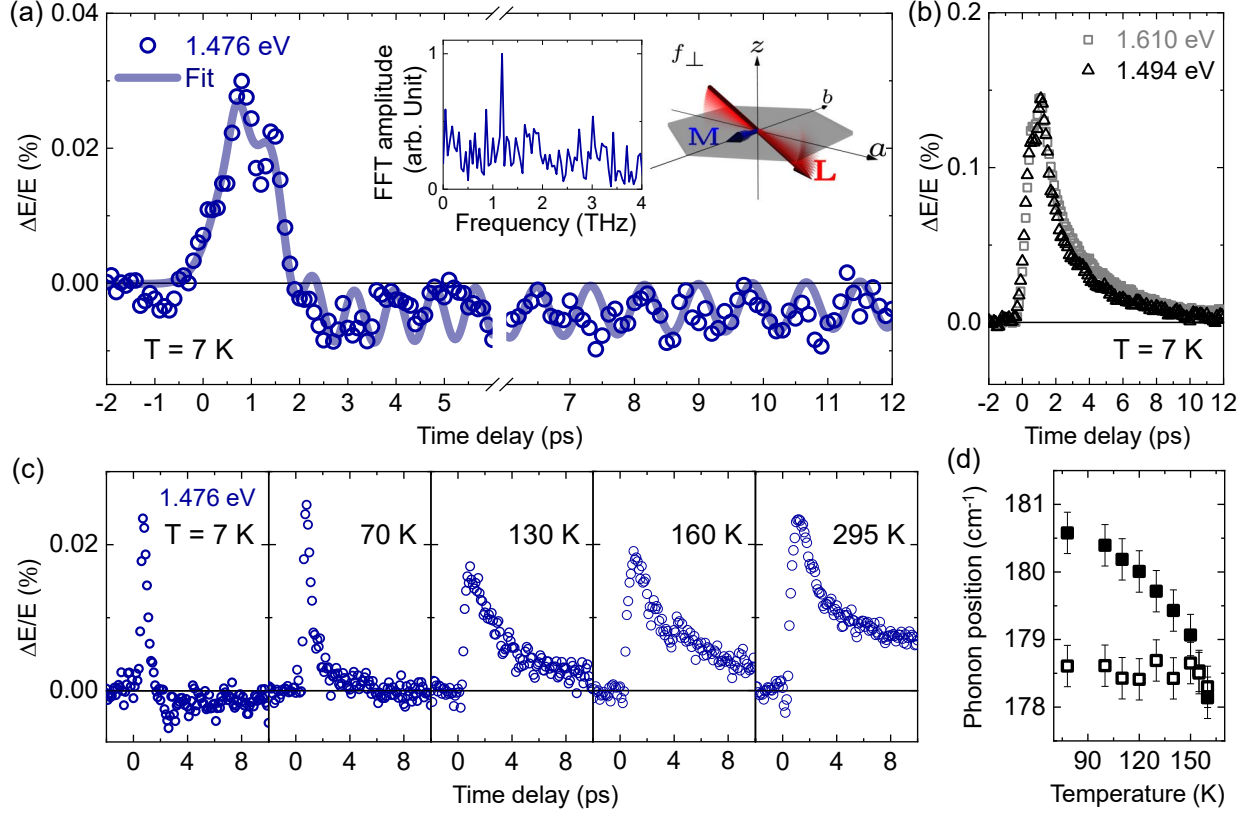 (a)
0.04
0.02
0.00
ΔE/E (%)
1.476 eV
Fit
T = 7 K
-2 -1 0 1 2 3 4 5 7 8 9 10 11 12
Time delay (ps)
FFT amplitude
(arb. Unit)
1
0
0 1 2 3 4
Frequency (THz)
f⊥
z
b
a
M
L
(b)
0.2
0.1
0.0
ΔE/E (%)
1.610 eV
1.494 eV
T = 7 K
-2 0 2 4 6 8 10 12
Time delay (ps)
(c)
0.02
0.00
ΔE/E (%)
1.476 eV
T = 7 K
70 K
130 K
160 K
295 K
0 4 8 0 4 8 0 4 8 0 4 8 0 4 8
Time delay (ps)
(d)
181
180
179
178
Phonon position (cm⁻¹)
90 120 150
Temperature (K)